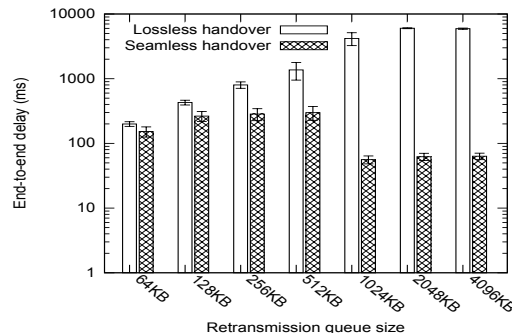 10000
Lossless handover
Seamless handover
1000
100
10
1
End-to-end delay (ms)
64KB
128KB
256KB
512KB
1024KB
2048KB
4096KB
Retransmission queue size